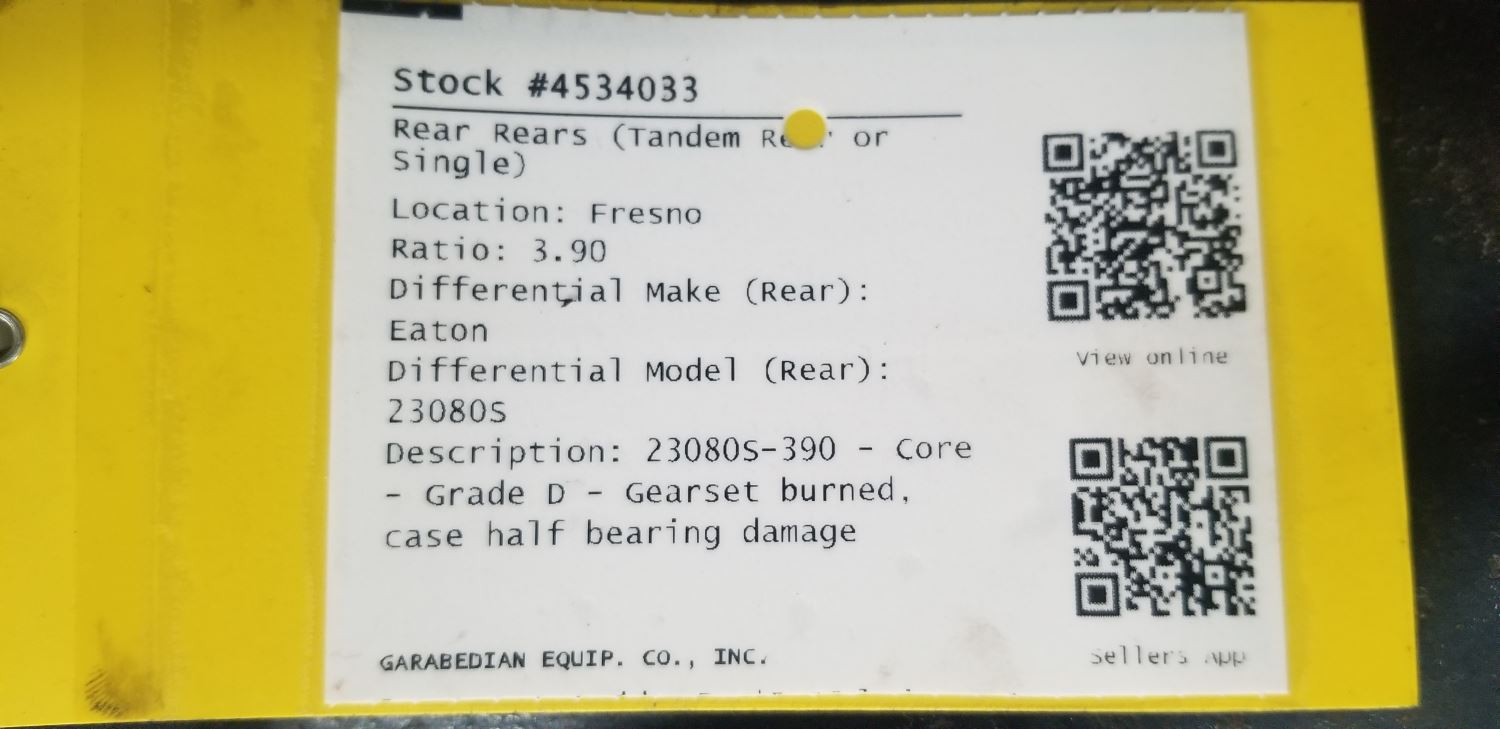 Stock #4534033
Rear Rears (Tandem or
Single)
Location: Fresno
Ratio: 3.90
Differential Make (Rear):
Eaton
Differential Model (Rear):
23080S
Description: 23080S-390 - Core
- Grade D - Gearset burned,
case half bearing damage
View online
Sellers App
GARABEDIAN EQUIP. CO., INC.